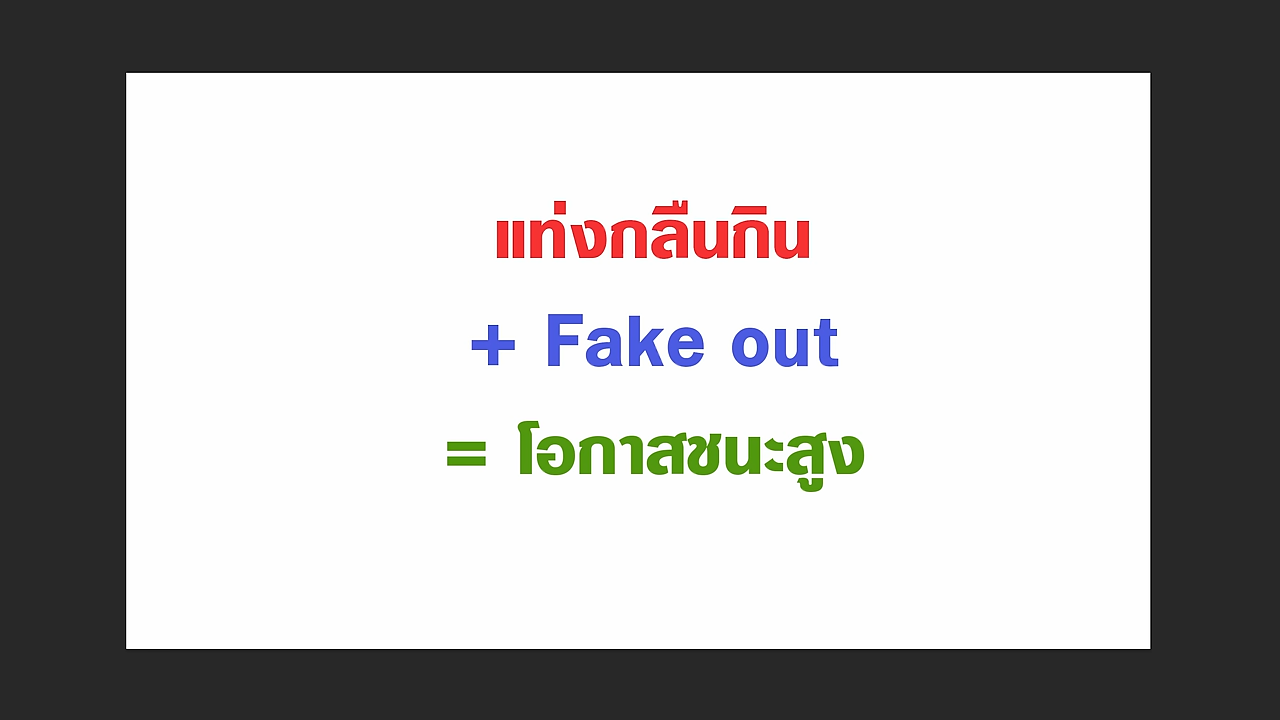 แท่งกลืนกิน
+ Fake out
= โอกาสชนะสูง